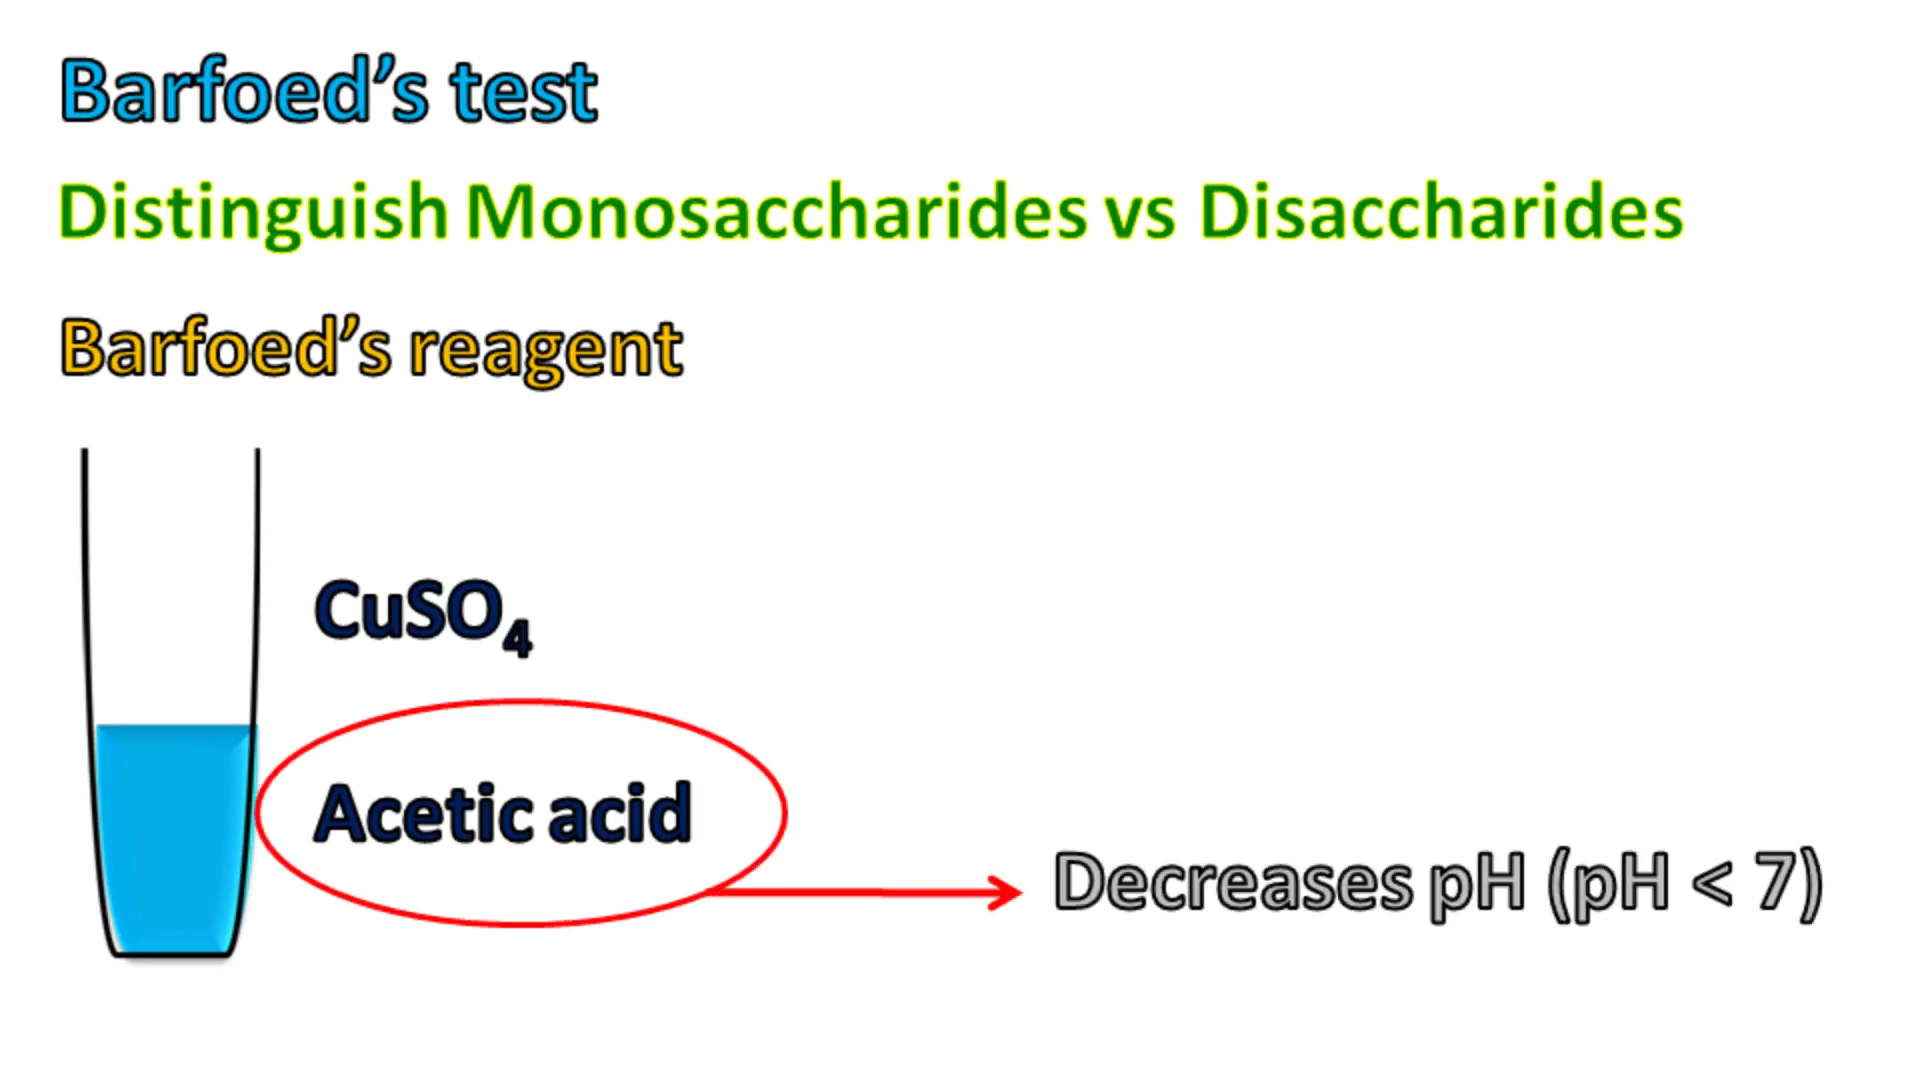 Barfoed’s test
Distinguish Monosaccharides vs Disaccharides
Barfoed’s reagent
CuSO₄
Acetic acid
Decreases pH (pH < 7)